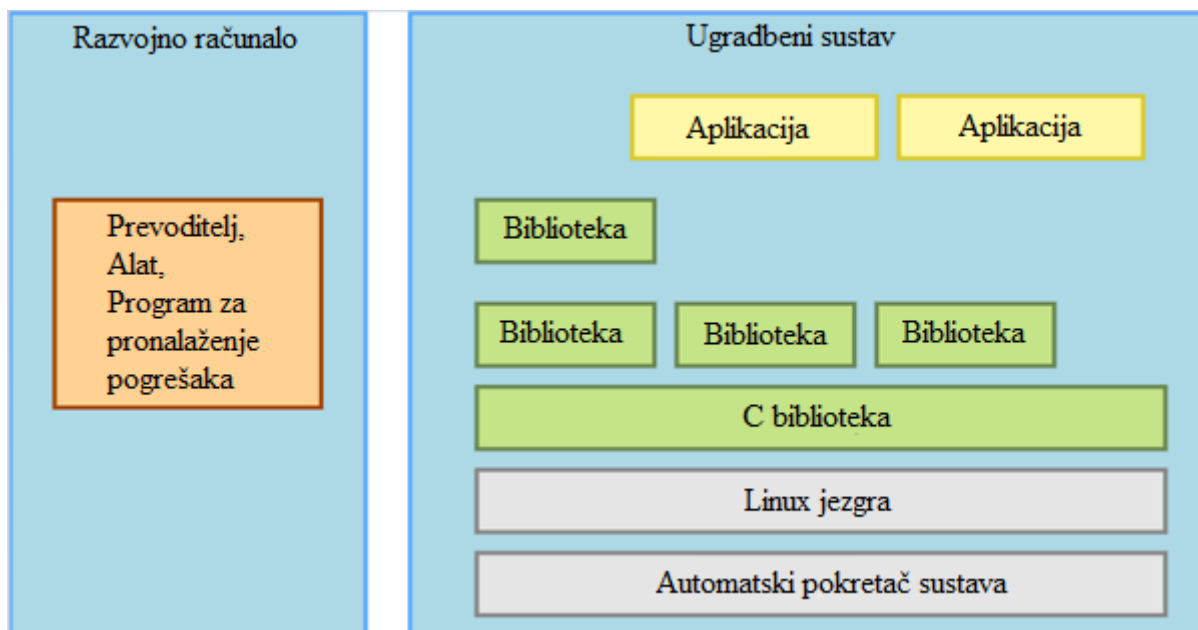 Razvojno računalo
Prevoditelj,
Alat,
Program za
pronalaženje
pogrešaka
Ugradbeni sustav
Aplikacija
Aplikacija
Biblioteka
Biblioteka
Biblioteka
Biblioteka
C biblioteka
Linux jezgra
Automatski pokretač sustava